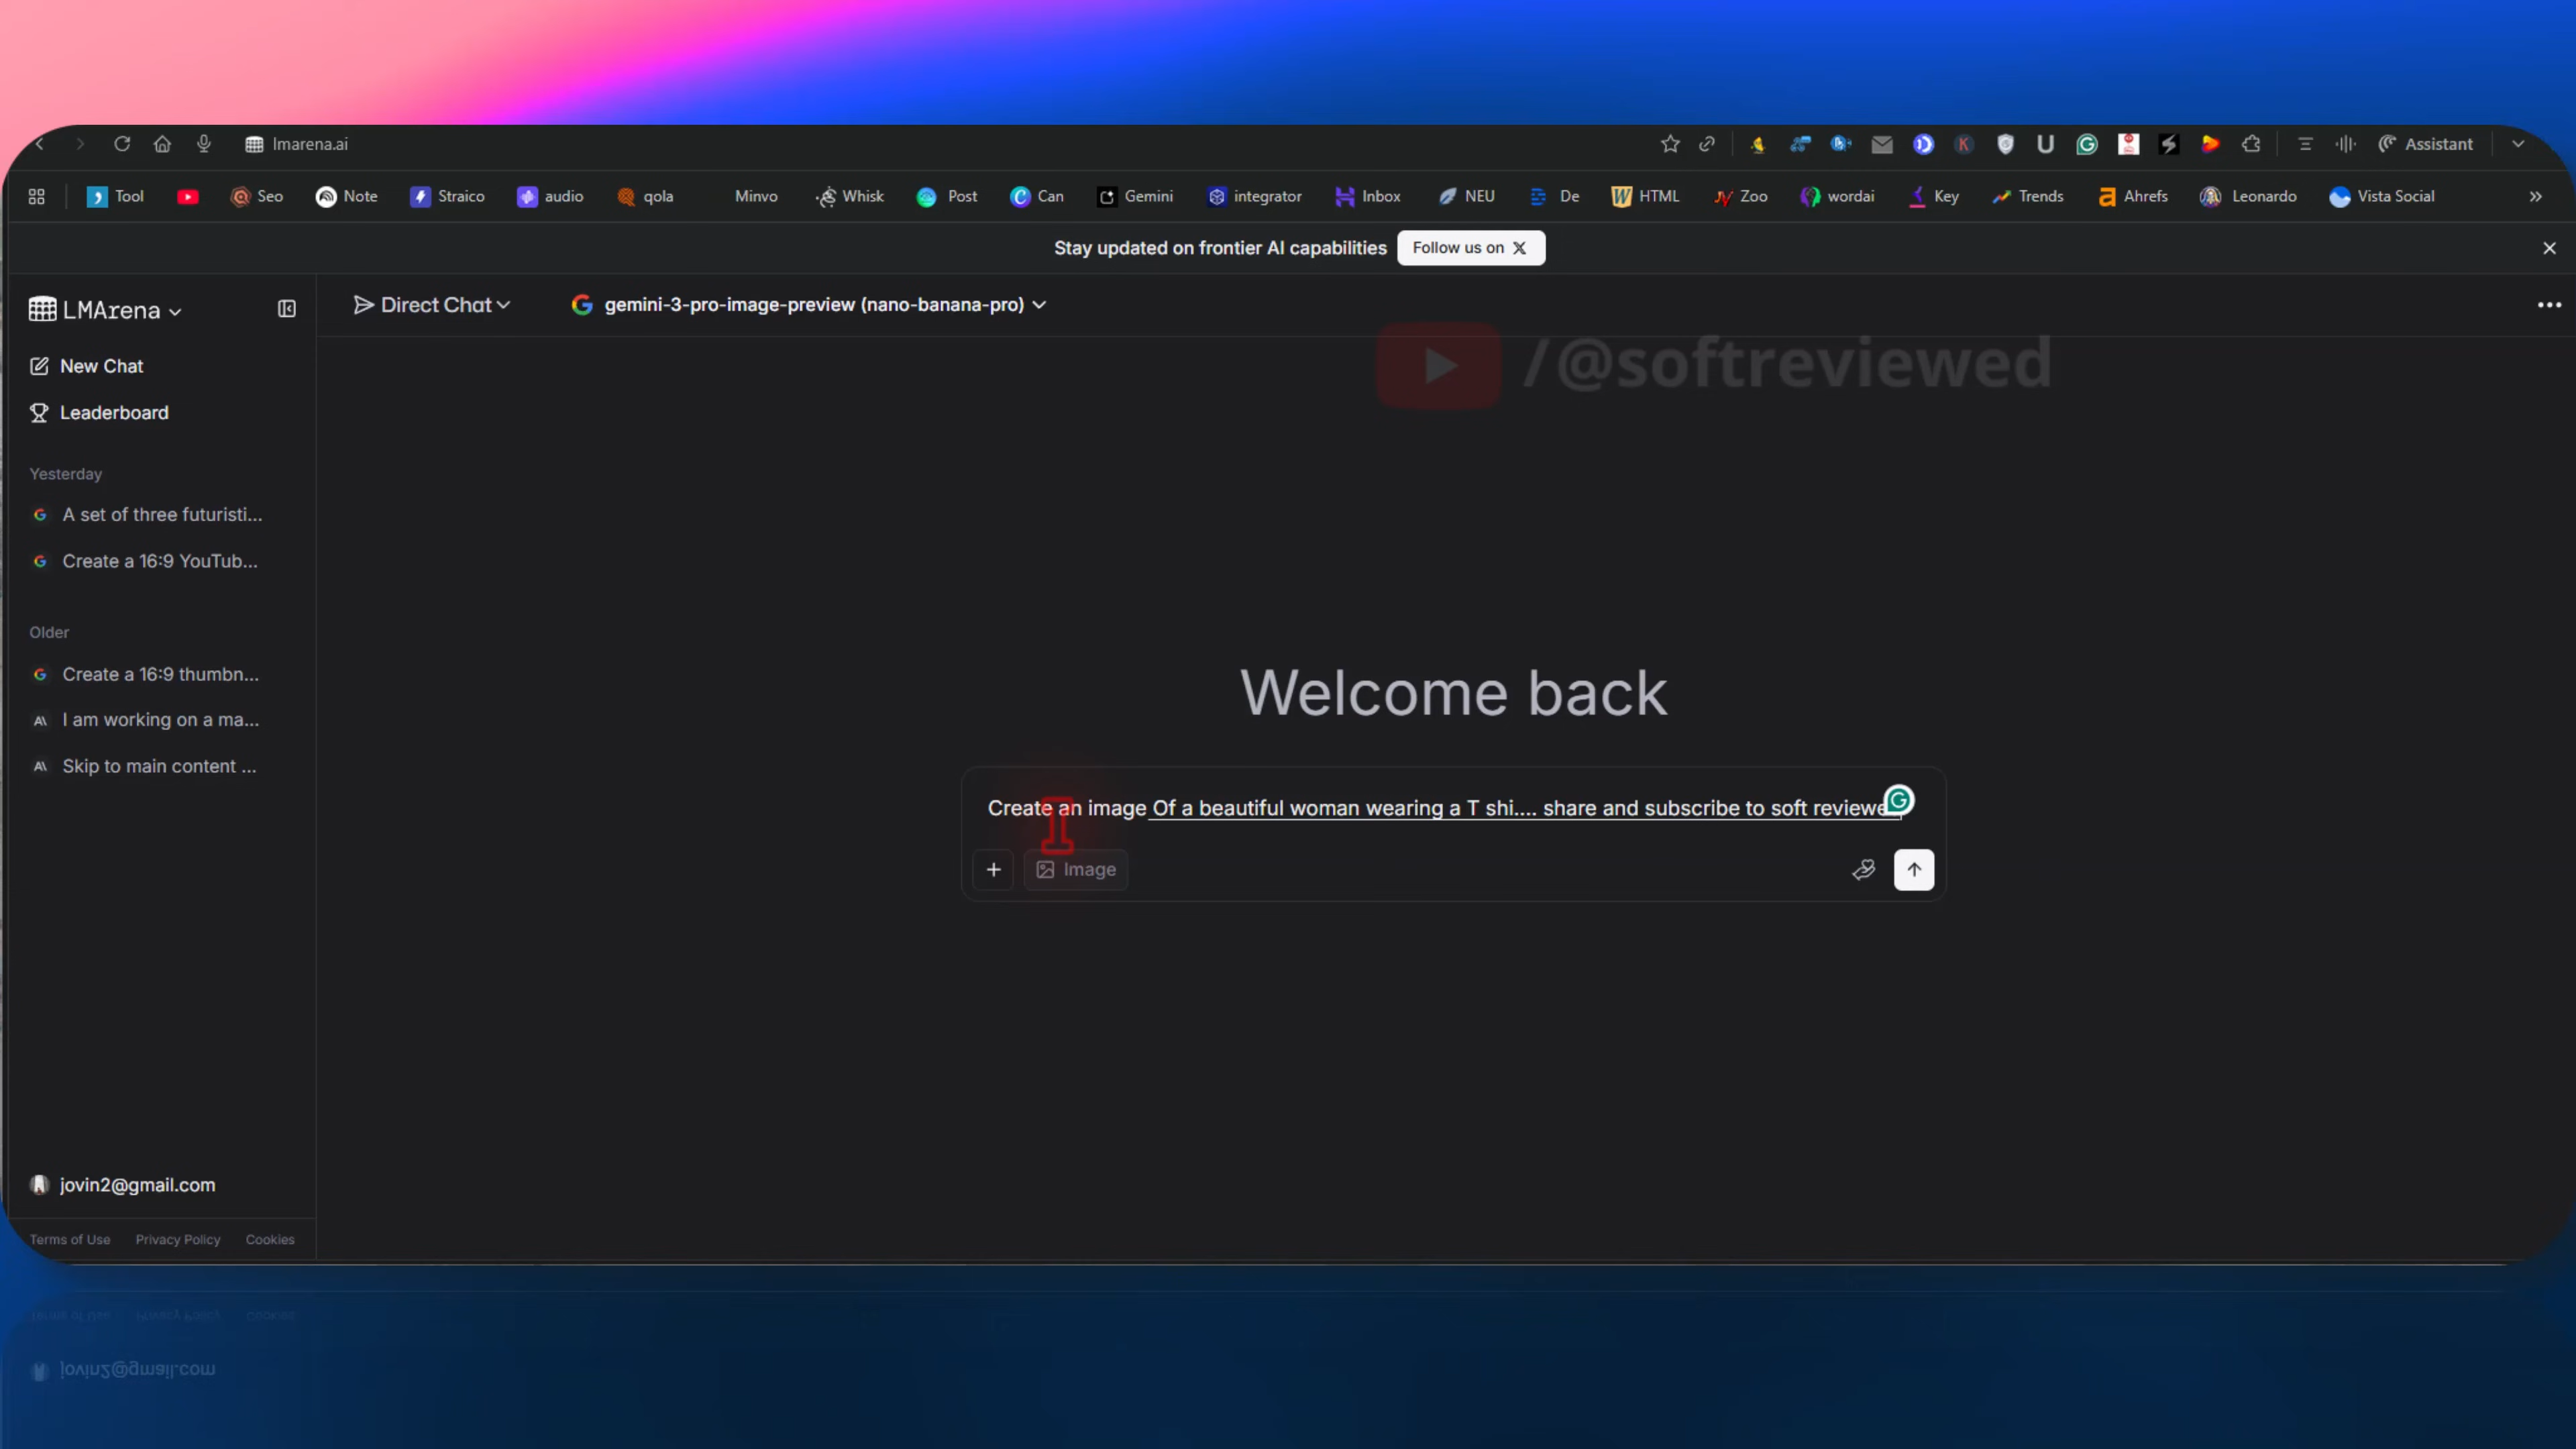 lmarena.ai
Assistant
Tool
Seo
Note
Straico
audio
qola
Minvo
Whisk
Post
Can
Gemini
integrator
Inbox
NEU
De
HTML
Zoo
wordai
Key
Trends
Ahrefs
Leonardo
Vista Social
Stay updated on frontier AI capabilities
Follow us on X
LMArena
Direct Chat
gemini-3-pro-image-preview (nano-banana-pro)
/@softreviewed
New Chat
Leaderboard
Yesterday
A set of three futuristi...
Create a 16:9 YouTub...
Older
Create a 16:9 thumbn...
I am working on a ma...
Skip to main content ...
Welcome back
Create an image Of a beautiful woman wearing a T shi.... share and subscribe to soft reviewe
Image
jovin2@gmail.com
Terms of Use
Privacy Policy
Cookies